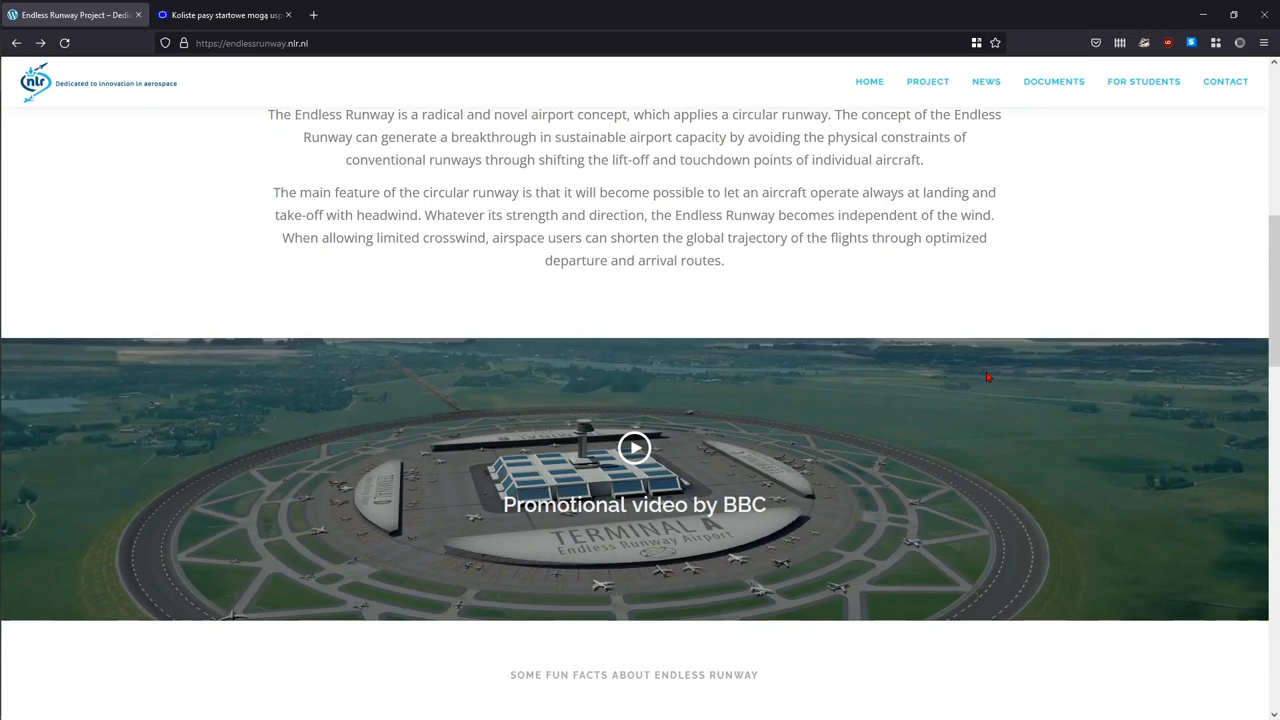 Endless Runway Project – Dedic
Koliste pasy startowe mogą usp
https://endlessrunway.nlr.nl
nlr Dedicated to innovation in aerospace
HOME PROJECT NEWS DOCUMENTS FOR STUDENTS CONTACT
The Endless Runway is a radical and novel airport concept, which applies a circular runway. The concept of the Endless
Runway can generate a breakthrough in sustainable airport capacity by avoiding the physical constraints of
conventional runways through shifting the lift-off and touchdown points of individual aircraft.
The main feature of the circular runway is that it will become possible to let an aircraft operate always at landing and
take-off with headwind. Whatever its strength and direction, the Endless Runway becomes independent of the wind.
When allowing limited crosswind, airspace users can shorten the global trajectory of the flights through optimized
departure and arrival routes.
Promotional video by BBC
TERMINAL A
Endless Runway Airport
SOME FUN FACTS ABOUT ENDLESS RUNWAY